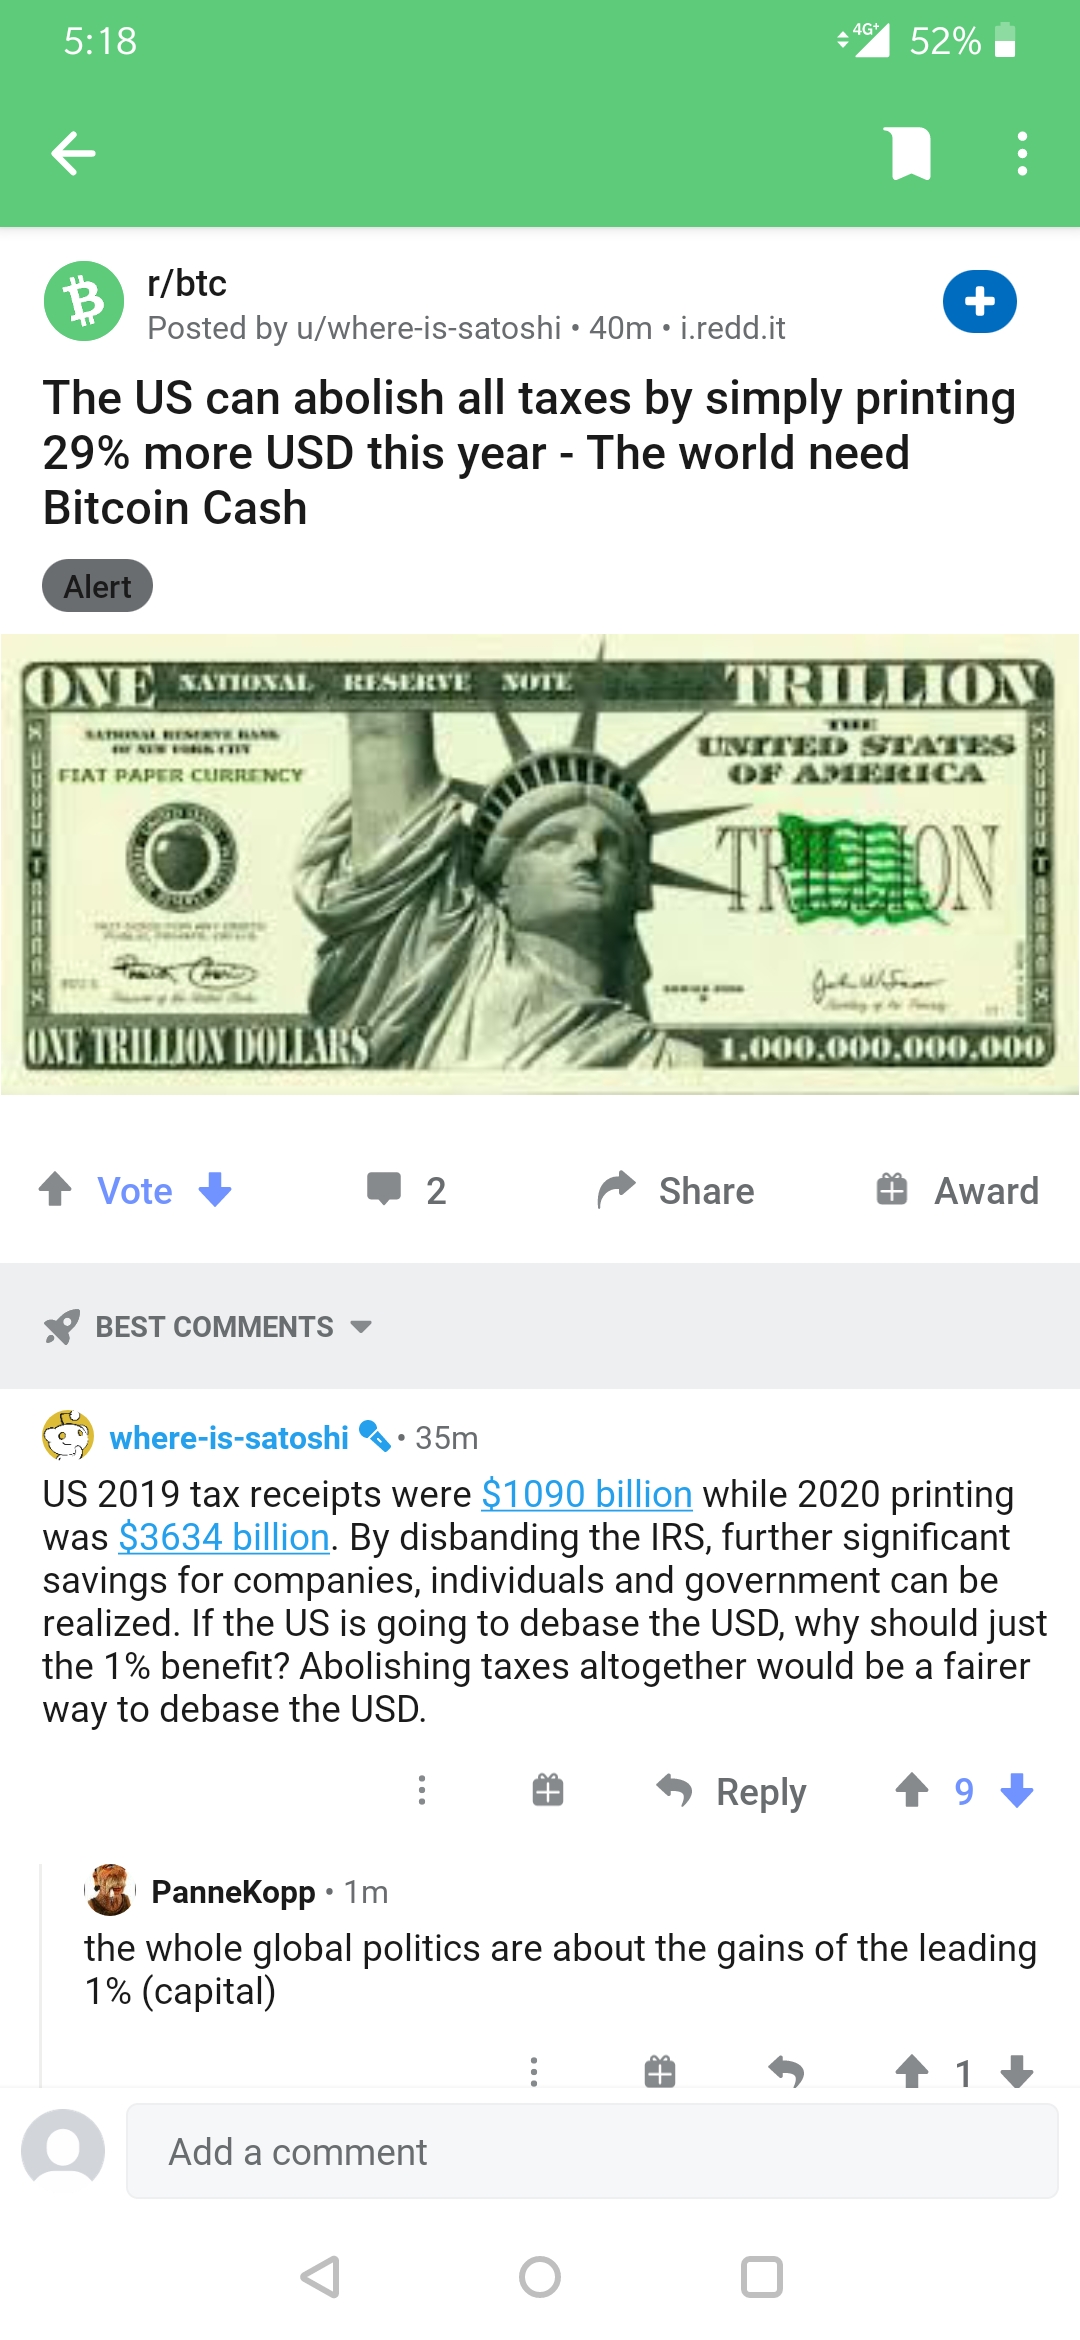 5:18
4G+ 52%
r/btc
Posted by u/where-is-satoshi • 40m • i.redd.it
The US can abolish all taxes by simply printing
29% more USD this year - The world need
Bitcoin Cash
Alert
ONE NATIONAL RESERVE NOTE TRILLION
NATIONAL RESERVE BANK
OF NEW YORK CITY
FIAT PAPER CURRENCY
THE
UNITED STATES
OF AMERICA
TRILLION
ONE TRILLION DOLLARS
1.000.000.000.000
Vote
2
Share
Award
BEST COMMENTS
where-is-satoshi • 35m
US 2019 tax receipts were $1090 billion while 2020 printing
was $3634 billion. By disbanding the IRS, further significant
savings for companies, individuals and government can be
realized. If the US is going to debase the USD, why should just
the 1% benefit? Abolishing taxes altogether would be a fairer
way to debase the USD.
Reply
9
PanneKopp • 1m
the whole global politics are about the gains of the leading
1% (capital)
1
Add a comment